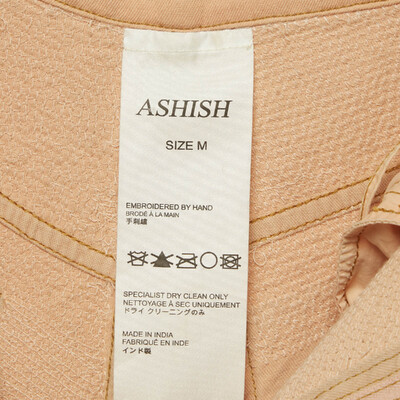 ASHISH
SIZE M
EMBROIDERED BY HAND
BRODÉ À LA MAIN
手刺繍
SPECIALIST DRY CLEAN ONLY
NETTOYAGE À SEC UNIQUEMENT
ドライ クリーニングのみ
MADE IN INDIA
FABRIQUÉ EN INDE
インド製